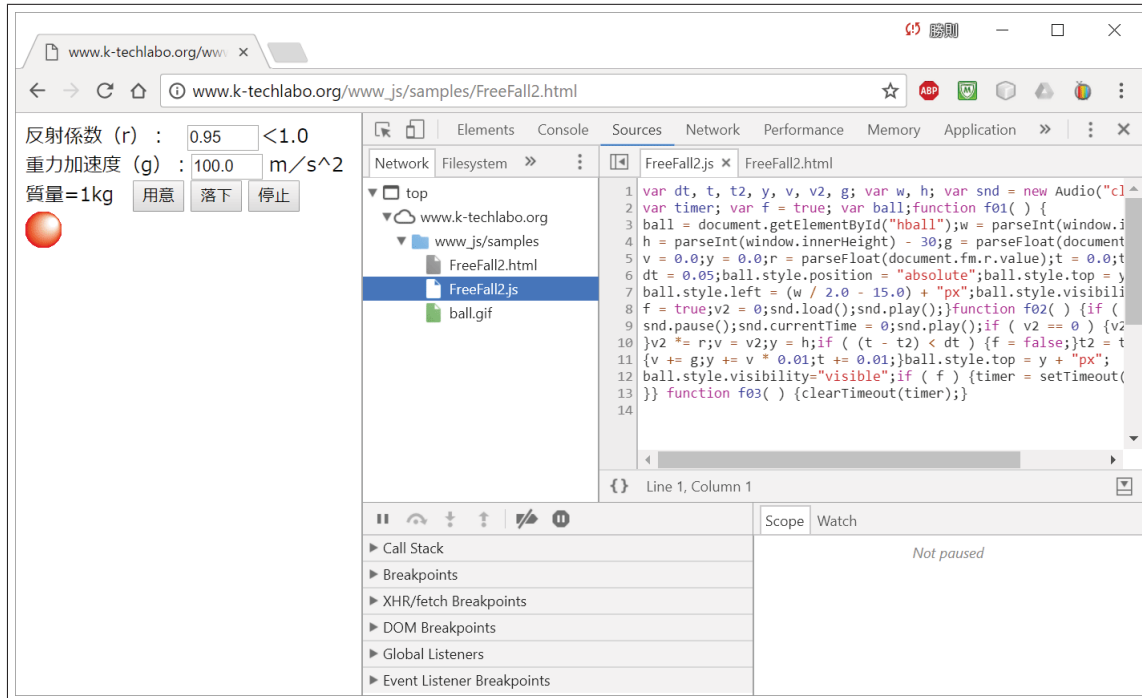 勝則
www.k-techlabo.org/www
www.k-techlabo.org/www_js/samples/FreeFall2.html
ABP
反射係数（r）： 0.95 <1.0
重力加速度（g）：100.0 m／s^2
質量=1kg 用意 落下 停止
Elements Console Sources Network Performance Memory Application »
Network Filesystem »
top
www.k-techlabo.org
www_js/samples
FreeFall2.html
FreeFall2.js
ball.gif
FreeFall2.js × FreeFall2.html
1 var dt, t, t2, y, v, v2, g; var w, h; var snd = new Audio("cl
2 var timer; var f = true; var ball;function f01( ) {
3 ball = document.getElementById("hball");w = parseInt(window.i
4 h = parseInt(window.innerHeight) - 30;g = parseFloat(document
5 v = 0.0;y = 0.0;r = parseFloat(document.fm.r.value);t = 0.0;t
6 dt = 0.05;ball.style.position = "absolute";ball.style.top = y
7 ball.style.left = (w / 2.0 - 15.0) + "px";ball.style.visibili
8 f = true;v2 = 0;snd.load();snd.play();}function f02( ) {if (
9 snd.pause();snd.currentTime = 0;snd.play();if ( v2 == 0 ) {v2
10 }v2 *= r;v = v2;y = h;if ( (t - t2) < dt ) {f = false;}t2 = t
11 {v += g;y += v * 0.01;t += 0.01;}ball.style.top = y + "px";
12 ball.style.visibility="visible";if ( f ) {timer = setTimeout(
13 }} function f03( ) {clearTimeout(timer);}
14
{} Line 1, Column 1
Call Stack
Breakpoints
XHR/fetch Breakpoints
DOM Breakpoints
Global Listeners
Event Listener Breakpoints
Scope Watch
Not paused